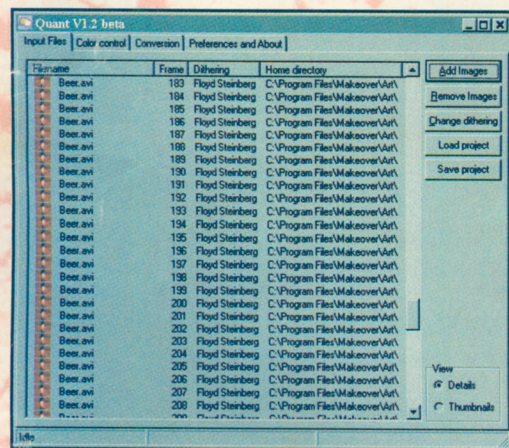 Quant V1.2 beta
Input Files Color control Conversion Preferences and About
Filename Frame Dithering Home directory
Beer.avi 183 Floyd Steinberg C:\Program Files\Makeover\Art\
Beer.avi 184 Floyd Steinberg C:\Program Files\Makeover\Art\
Beer.avi 185 Floyd Steinberg C:\Program Files\Makeover\Art\
Beer.avi 186 Floyd Steinberg C:\Program Files\Makeover\Art\
Beer.avi 187 Floyd Steinberg C:\Program Files\Makeover\Art\
Beer.avi 188 Floyd Steinberg C:\Program Files\Makeover\Art\
Beer.avi 189 Floyd Steinberg C:\Program Files\Makeover\Art\
Beer.avi 190 Floyd Steinberg C:\Program Files\Makeover\Art\
Beer.avi 191 Floyd Steinberg C:\Program Files\Makeover\Art\
Beer.avi 192 Floyd Steinberg C:\Program Files\Makeover\Art\
Beer.avi 193 Floyd Steinberg C:\Program Files\Makeover\Art\
Beer.avi 194 Floyd Steinberg C:\Program Files\Makeover\Art\
Beer.avi 195 Floyd Steinberg C:\Program Files\Makeover\Art\
Beer.avi 196 Floyd Steinberg C:\Program Files\Makeover\Art\
Beer.avi 197 Floyd Steinberg C:\Program Files\Makeover\Art\
Beer.avi 198 Floyd Steinberg C:\Program Files\Makeover\Art\
Beer.avi 199 Floyd Steinberg C:\Program Files\Makeover\Art\
Beer.avi 200 Floyd Steinberg C:\Program Files\Makeover\Art\
Beer.avi 201 Floyd Steinberg C:\Program Files\Makeover\Art\
Beer.avi 202 Floyd Steinberg C:\Program Files\Makeover\Art\
Beer.avi 203 Floyd Steinberg C:\Program Files\Makeover\Art\
Beer.avi 204 Floyd Steinberg C:\Program Files\Makeover\Art\
Beer.avi 205 Floyd Steinberg C:\Program Files\Makeover\Art\
Beer.avi 206 Floyd Steinberg C:\Program Files\Makeover\Art\
Beer.avi 207 Floyd Steinberg C:\Program Files\Makeover\Art\
Beer.avi 208 Floyd Steinberg C:\Program Files\Makeover\Art\
Add Images
Remove Images
Change dithering
Load project
Save project
View
Details
Thumbnails
Idle